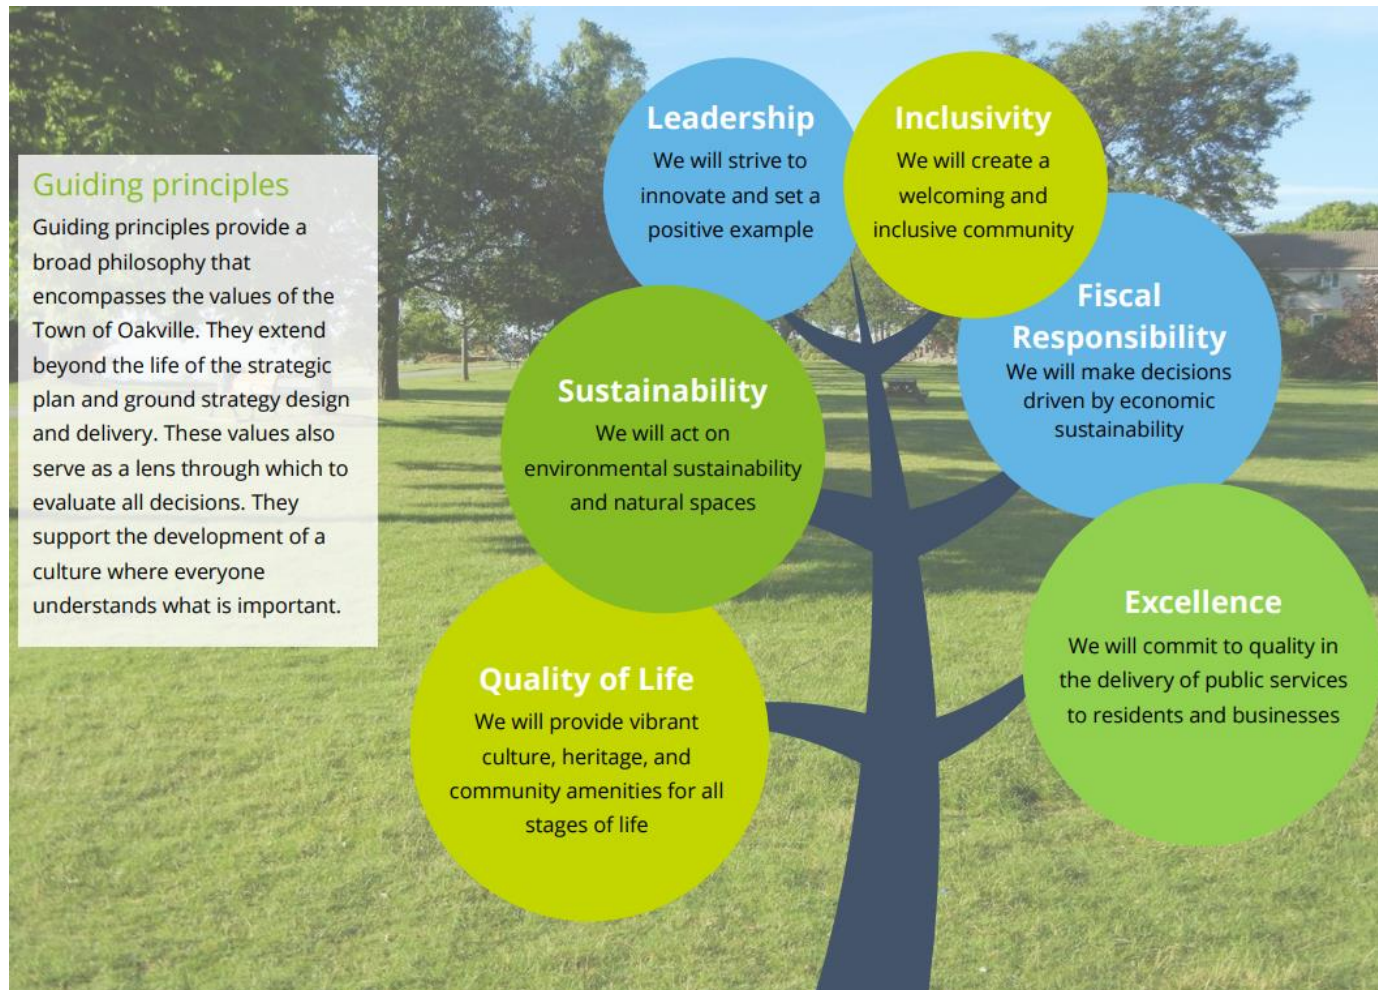 Guiding principles
Guiding principles provide a
broad philosophy that
encompasses the values of the
Town of Oakville. They extend
beyond the life of the strategic
plan and ground strategy design
and delivery. These values also
serve as a lens through which to
evaluate all decisions. They
support the development of a
culture where everyone
understands what is important.
Leadership
We will strive to
innovate and set a
positive example
Inclusivity
We will create a
welcoming and
inclusive community
Sustainability
We will act on
environmental sustainability
and natural spaces
Fiscal
Responsibility
We will make decisions
driven by economic
sustainability
Quality of Life
We will provide vibrant
culture, heritage, and
community amenities for all
stages of life
Excellence
We will commit to quality in
the delivery of public services
to residents and businesses